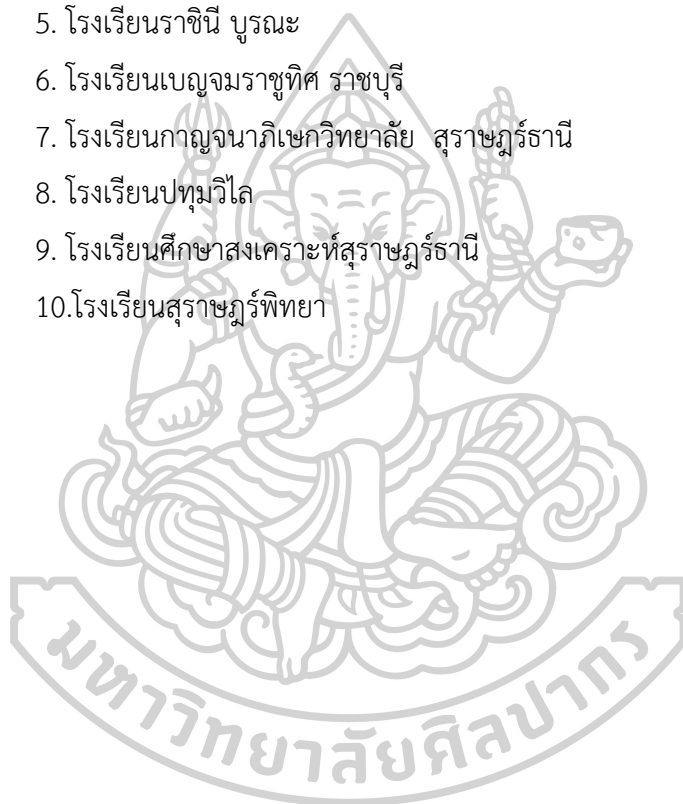 5. โรงเรียนราชินี บูรณะ
6. โรงเรียนเบญจมราชูทิศ ราชบุรี
7. โรงเรียนกาญจนาภิเษกวิทยาลัย  สุราษฎร์ธานี
8. โรงเรียนปทุมวิไล
9. โรงเรียนศึกษาสงเคราะห์สุราษฎร์ธานี
10.โรงเรียนสุราษฎร์พิทยา
มหาวิทยาลัยศิลปากร